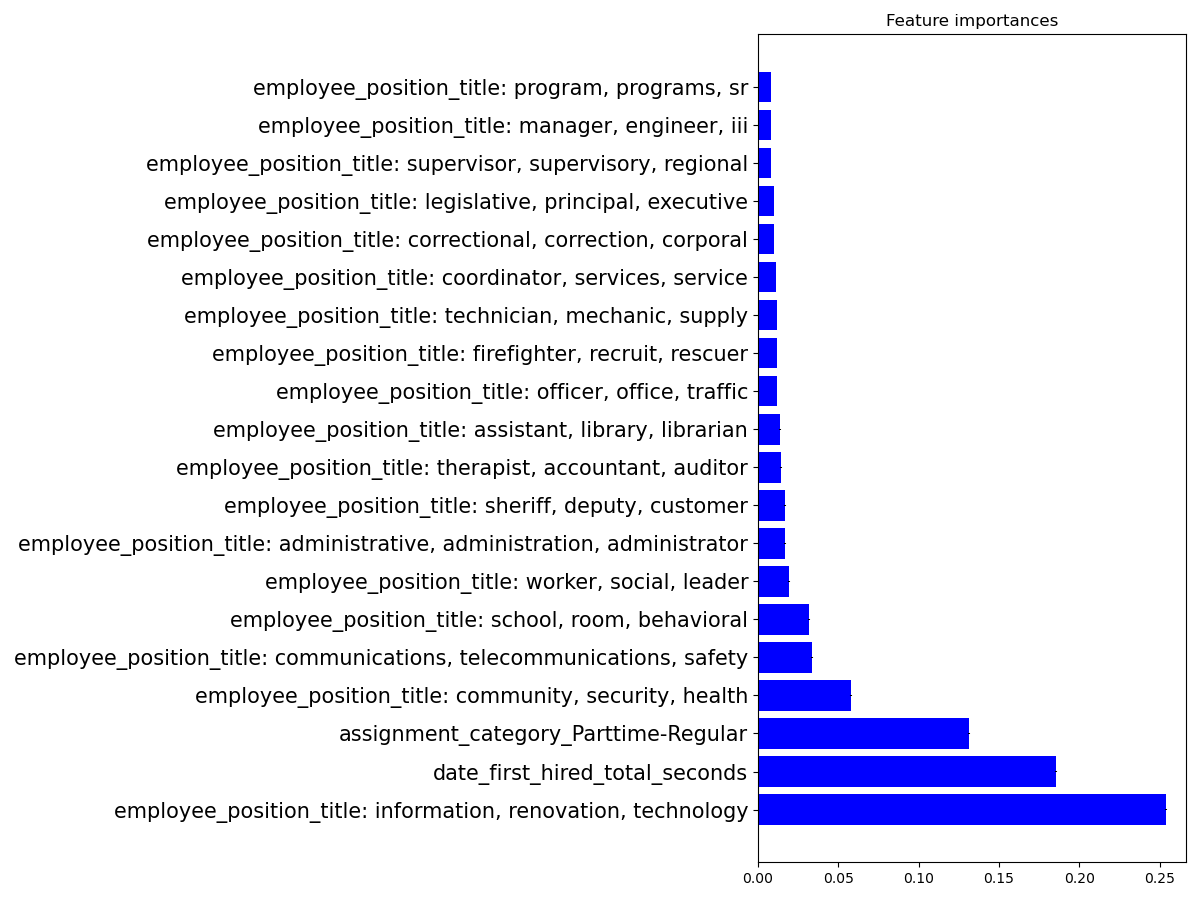 Feature importances
employee_position_title: program, programs, sr
employee_position_title: manager, engineer, iii
employee_position_title: supervisor, supervisory, regional
employee_position_title: legislative, principal, executive
employee_position_title: correctional, correction, corporal
employee_position_title: coordinator, services, service
employee_position_title: technician, mechanic, supply
employee_position_title: firefighter, recruit, rescuer
employee_position_title: officer, office, traffic
employee_position_title: assistant, library, librarian
employee_position_title: therapist, accountant, auditor
employee_position_title: sheriff, deputy, customer
employee_position_title: administrative, administration, administrator
employee_position_title: worker, social, leader
employee_position_title: school, room, behavioral
employee_position_title: communications, telecommunications, safety
employee_position_title: community, security, health
assignment_category_Parttime-Regular
date_first_hired_total_seconds
employee_position_title: information, renovation, technology
0.00 0.05 0.10 0.15 0.20 0.25